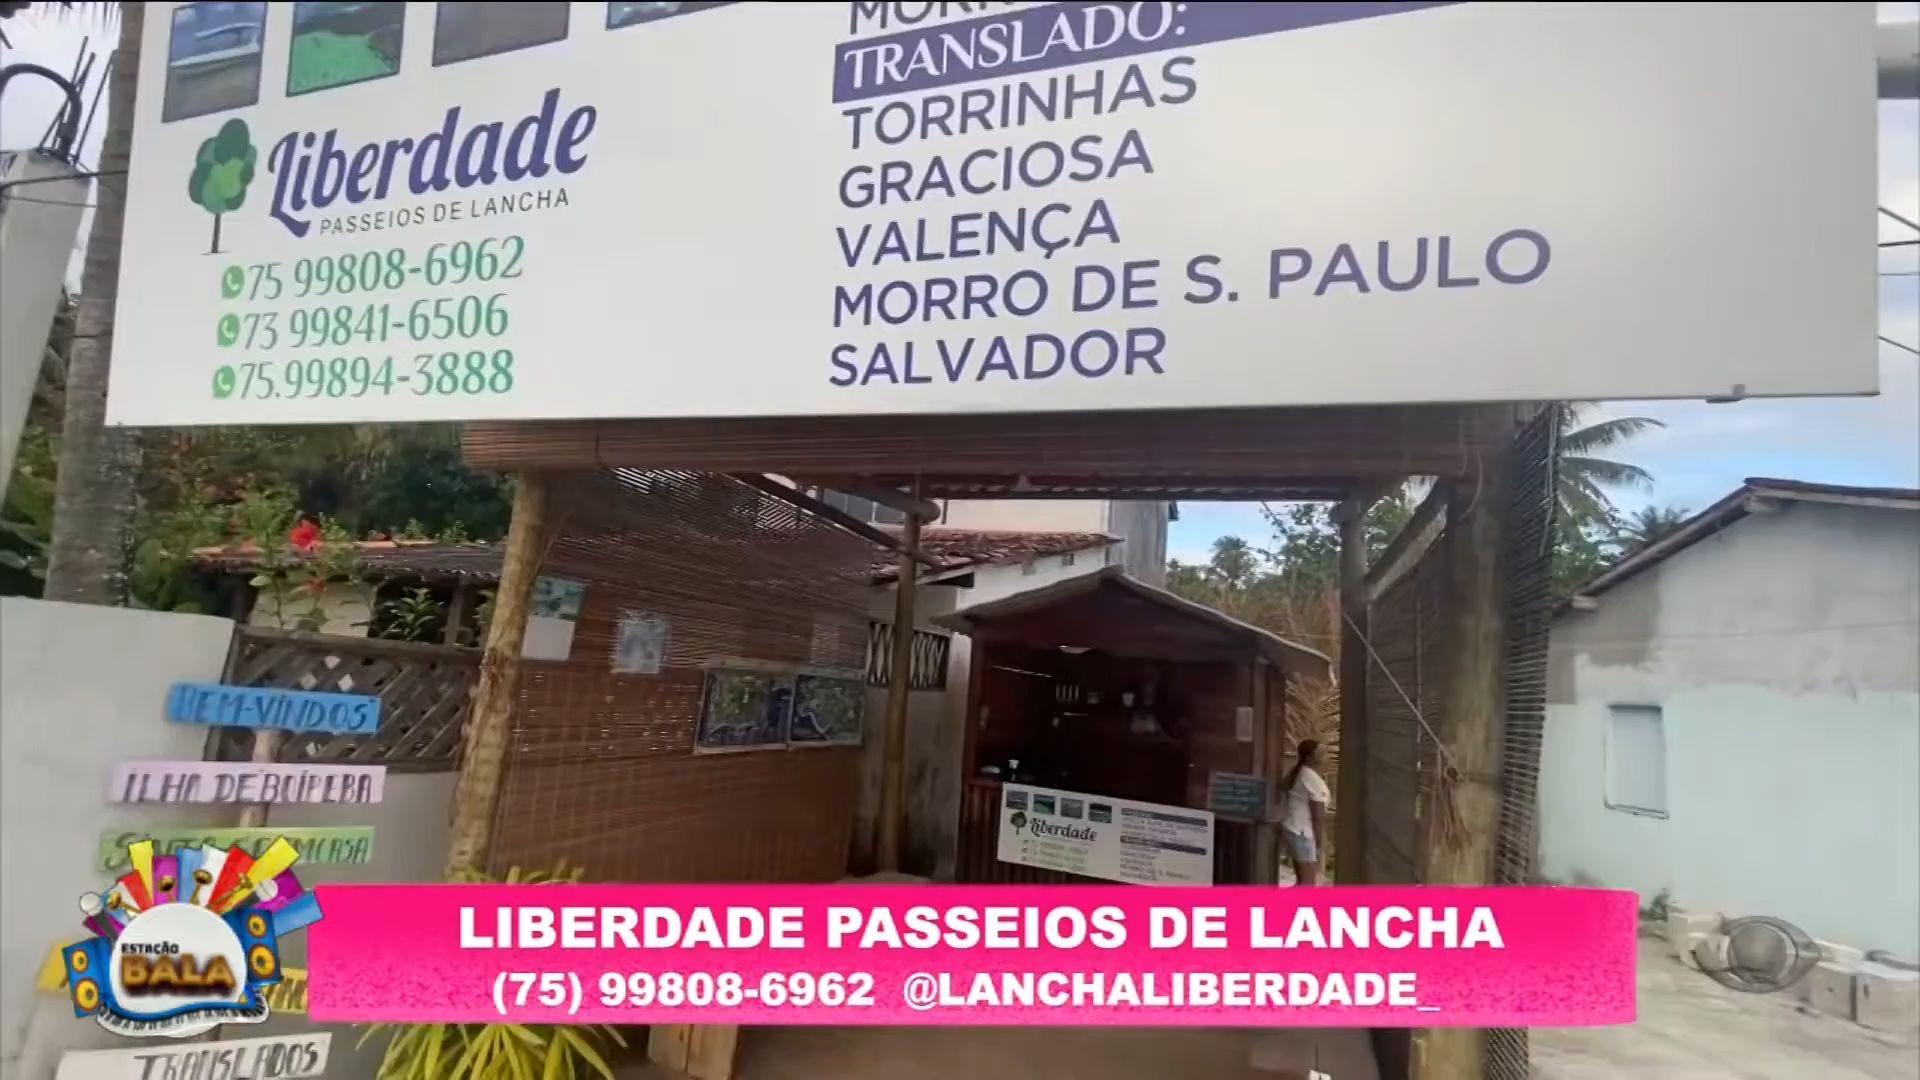 TRANSLADO:
TORRINHAS
GRACIOSA
VALENÇA
MORRO DE S. PAULO
SALVADOR
Liberdade
PASSEIOS DE LANCHA
75 99808-6962
73 99841-6506
75.99894-3888
BEM-VINDOS
ILHA DE BOIPEBA
Liberdade
ESTAÇÃO
BALA
LIBERDADE PASSEIOS DE LANCHA
(75) 99808-6962 @LANCHALIBERDADE_
TRANSLADOS